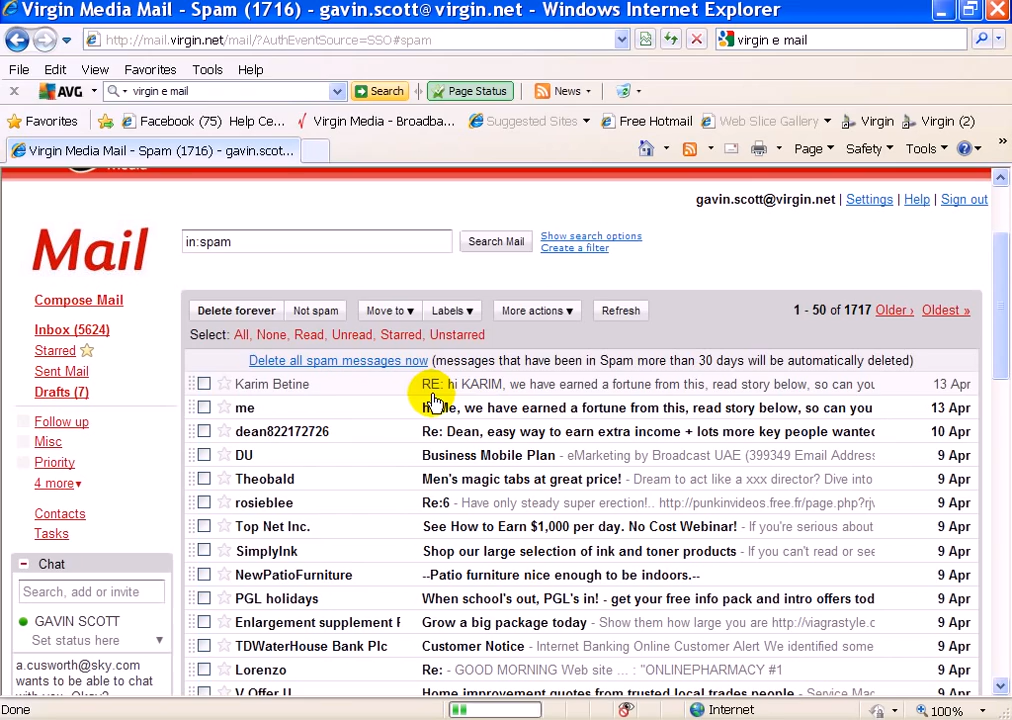 Virgin Media Mail - Spam (1716) - gavin.scott@virgin.net - Windows Internet Explorer
http://mail.virgin.net/mail/?AuthEventSource=SSO#spam
virgin e mail
File Edit View Favorites Tools Help
AVG virgin e mail Search Page Status News
Favorites Facebook (75) Help Ce... Virgin Media - Broadba... Suggested Sites Free Hotmail Web Slice Gallery Virgin Virgin (2)
Virgin Media Mail - Spam (1716) - gavin.scot... Page Safety Tools
gavin.scott@virgin.net | Settings | Help | Sign out
Mail
in:spam
Search Mail
Show search options
Create a filter
Compose Mail
Inbox (5624)
Starred
Sent Mail
Drafts (7)
Follow up
Misc
Priority
4 more
Contacts
Tasks
Chat
Search, add or invite
GAVIN SCOTT
Set status here
a.cusworth@sky.com
wants to be able to chat
Delete forever Not spam Move to Labels More actions Refresh 1 - 50 of 1717 Older › Oldest »
Select: All, None, Read, Unread, Starred, Unstarred
Delete all spam messages now (messages that have been in Spam more than 30 days will be automatically deleted)
Karim Betine RE: hi KARIM, we have earned a fortune from this, read story below, so can you 13 Apr
me hi Me, we have earned a fortune from this, read story below, so can you 13 Apr
dean822172726 Re: Dean, easy way to earn extra income + lots more key people wanted 10 Apr
DU Business Mobile Plan - eMarketing by Broadcast UAE (399349 Email Address 9 Apr
Theobald Men's magic tabs at great price! - Dream to act like a xxx director? Dive into 9 Apr
rosieblee Re:6 - Have only steady super erection!.. http://punkinvideos.free.fr/page.php?rjv 9 Apr
Top Net Inc. See How to Earn $1,000 per day. No Cost Webinar! - If you're serious about 9 Apr
SimplyInk Shop our large selection of ink and toner products - If you can't read or see 9 Apr
NewPatioFurniture --Patio furniture nice enough to be indoors.-- 9 Apr
PGL holidays When school's out, PGL's in! - get your free info pack and intro offers tod 9 Apr
Enlargement supplement F Grow a big package today - Show them how large you are http://viagrastyle.c 9 Apr
TDWaterHouse Bank Plc Customer Notice - Internet Banking Online Customer Alert We identified some 9 Apr
Lorenzo Re: - GOOD MORNING Web site ... : "ONLINEPHARMACY #1 9 Apr
V Offer U Home improvement quotes from trusted local trades people - Service Mag 9 Apr
Done Internet 100%